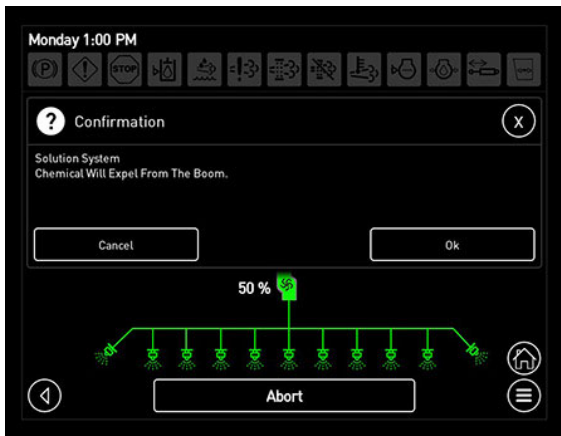 Monday 1:00 PM
(P)
STOP
? Confirmation X
Solution System
Chemical Will Expel From The Boom.
Cancel Ok
50 %
Abort